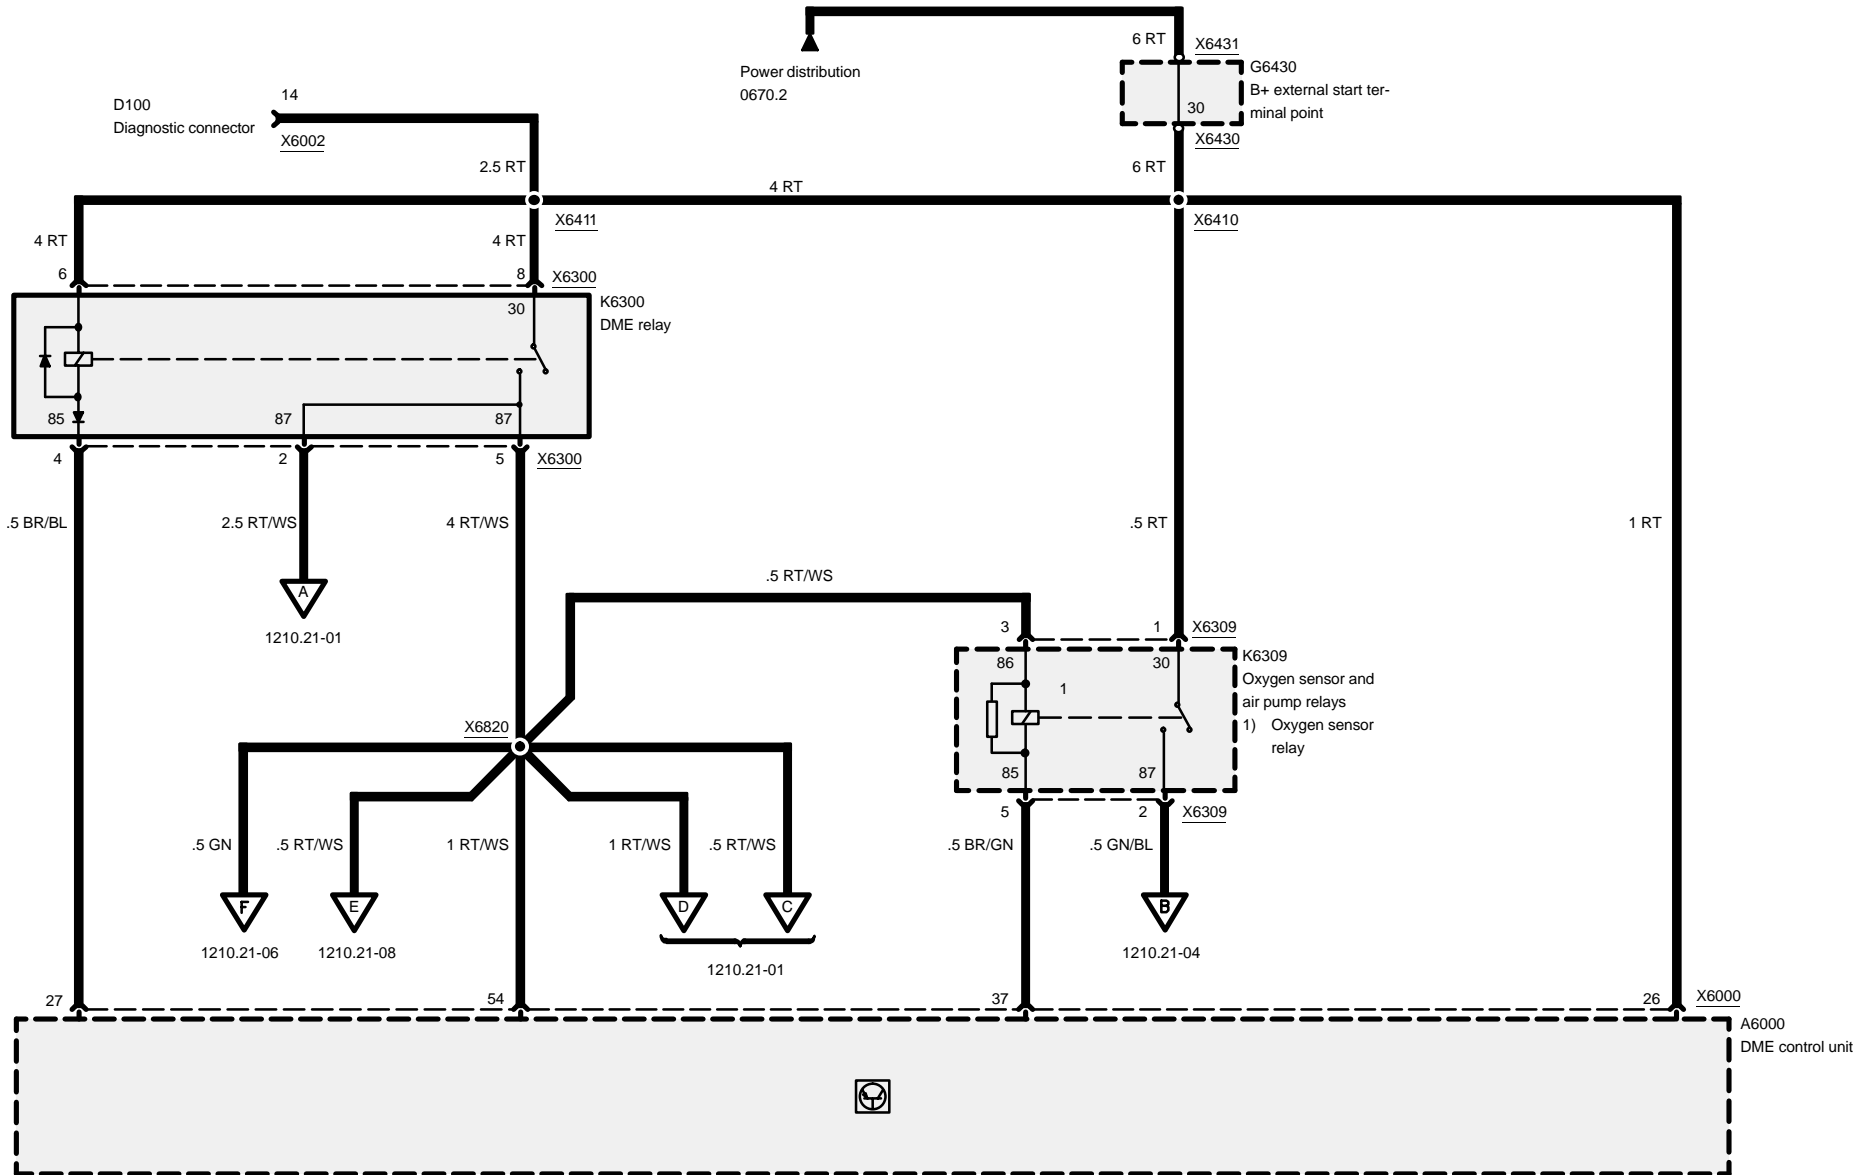 6 RT
X6431
Power distribution
0670.2
G6430
B+ external start ter-
minal point
30
X6430
D100
Diagnostic connector
14
X6002
2.5 RT
6 RT
4 RT
X6411
X6410
4 RT
4 RT
6
8
X6300
K6300
DME relay
30
85
87
87
4
2
5
X6300
.5 BR/BL
2.5 RT/WS
4 RT/WS
.5 RT
1 RT
A
1210.21-01
.5 RT/WS
3
1
X6309
K6309
Oxygen sensor and
air pump relays
1) Oxygen sensor
relay
86
30
1
85
87
5
2
X6309
X6820
.5 GN
.5 RT/WS
1 RT/WS
1 RT/WS
.5 RT/WS
.5 BR/GN
.5 GN/BL
F
E
D
C
B
1210.21-06
1210.21-08
1210.21-01
1210.21-04
27
54
37
26
X6000
A6000
DME control unit